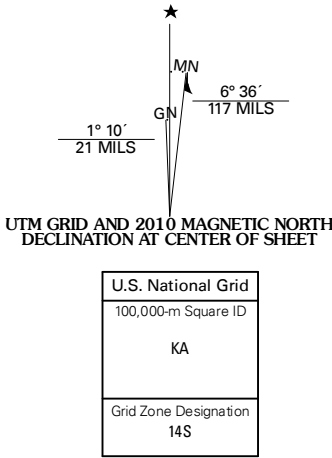 MN
GN
6° 36´
117 MILS
1° 10´
21 MILS
UTM GRID AND 2010 MAGNETIC NORTH
DECLINATION AT CENTER OF SHEET
U.S. National Grid
100,000-m Square ID
KA
Grid Zone Designation
14S